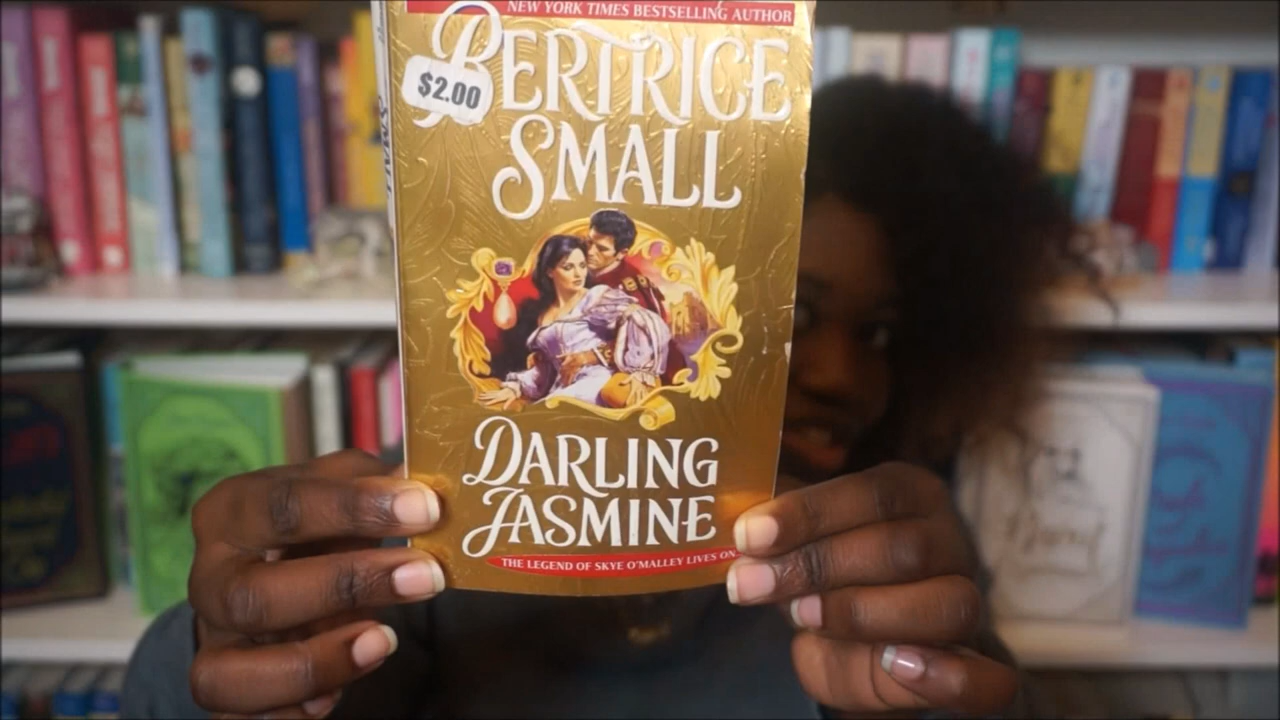 NEW YORK TIMES BESTSELLING AUTHOR
BERTRICE
$2.00
SMALL
DARLING
JASMINE
THE LEGEND OF SKYE O'MALLEY LIVES ON